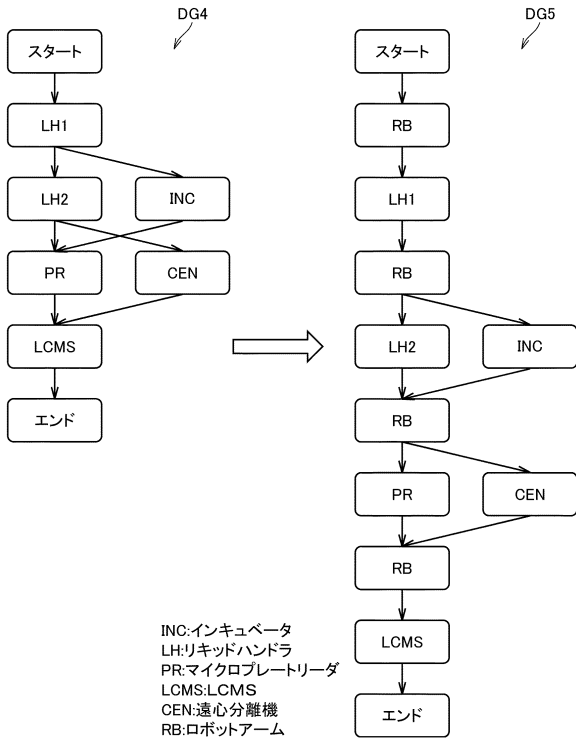 DG4
スタート
LH1
LH2
INC
PR
CEN
LCMS
エンド
DG5
スタート
RB
LH1
RB
LH2
INC
RB
PR
CEN
RB
LCMS
エンド
INC:インキュベータ
LH:リキッドハンドラ
PR:マイクロプレートリーダ
LCMS:ＬＣＭＳ
CEN:遠心分離機
RB:ロボットアーム